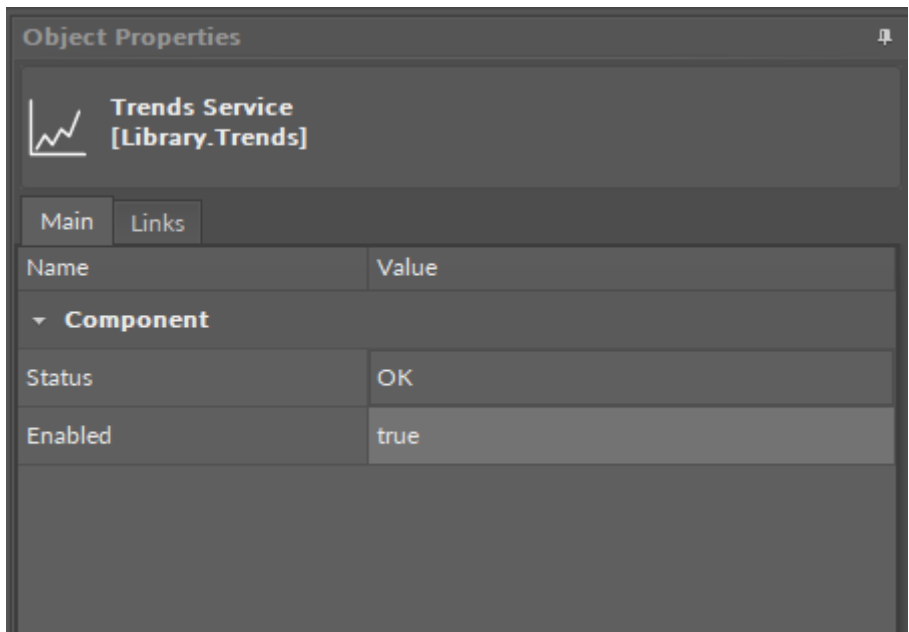 Object Properties
Trends Service
[Library.Trends]
Main Links
Name Value
Component
Status OK
Enabled true